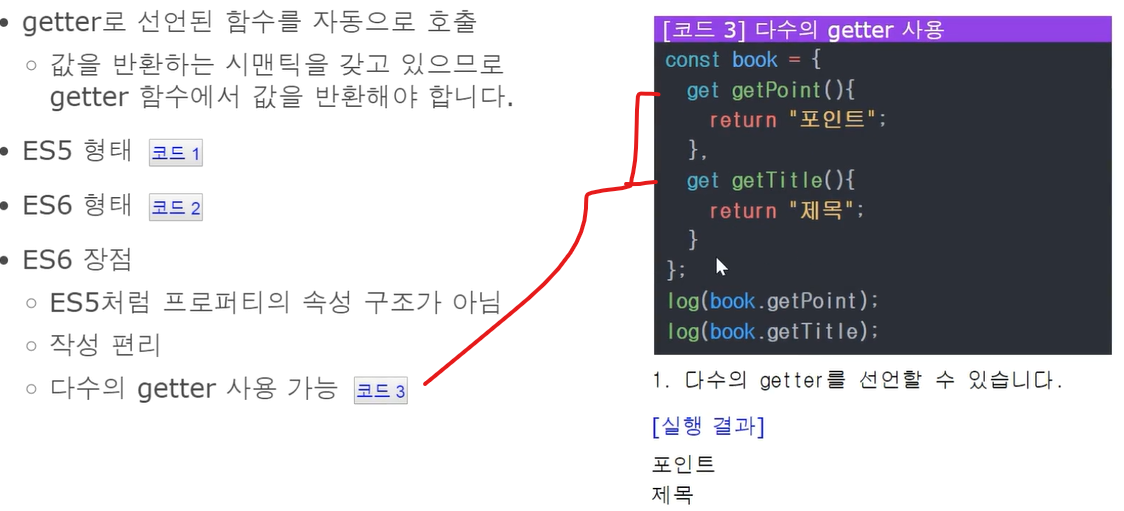 getter로 선언된 함수를 자동으로 호출
값을 반환하는 시맨틱을 갖고 있으므로
getter 함수에서 값을 반환해야 합니다.
ES5 형태 코드 1
ES6 형태 코드 2
ES6 장점
ES5처럼 프로퍼티의 속성 구조가 아님
작성 편리
다수의 getter 사용 가능 코드 3
[코드 3] 다수의 getter 사용
const book = {
get getPoint(){
return "포인트";
},
get getTitle(){
return "제목";
}
};
log(book.getPoint);
log(book.getTitle);
1. 다수의 getter를 선언할 수 있습니다.
[실행 결과]
포인트
제목